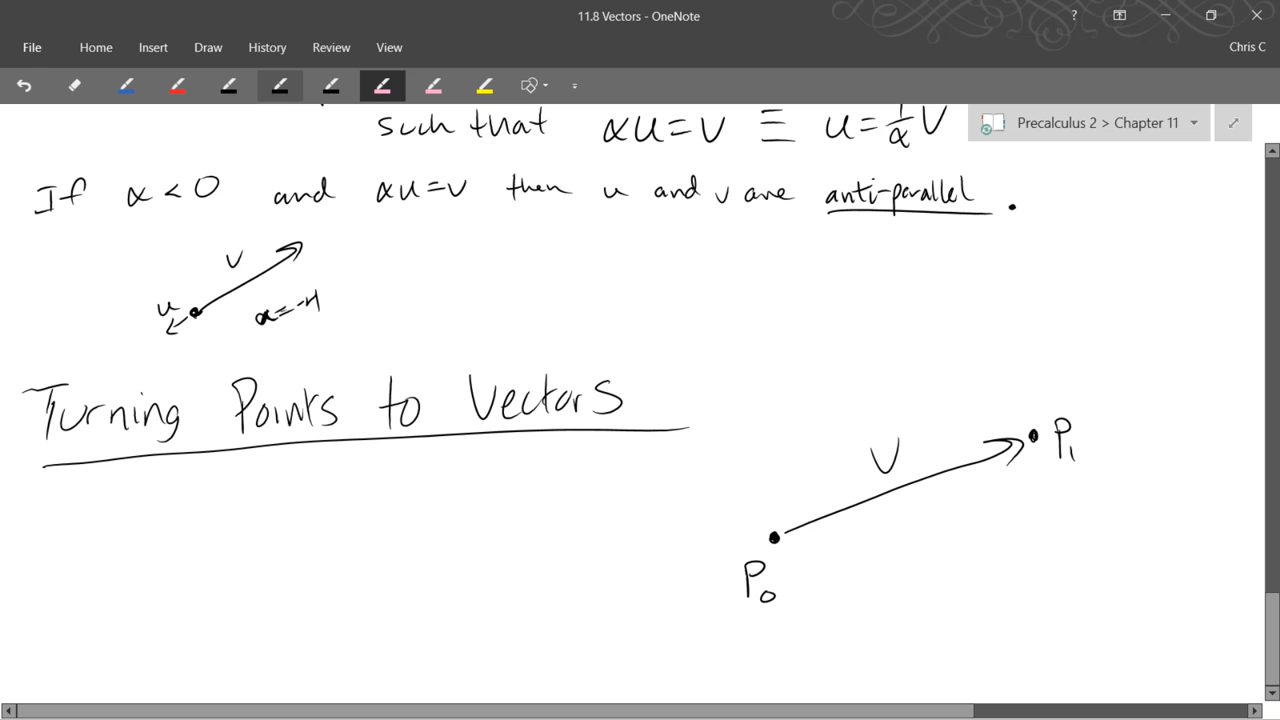 11.8 Vectors - OneNote
?
File Home Insert Draw History Review View
Chris C
Precalculus 2 > Chapter 11
such that αu=v ≡ u=1/α v
If α<0 and αu=v then u and v are anti-parallel.
v
u
α=-4
Turning Points to Vectors
v
P₁
P₀